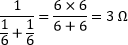 1/(1/6 + 1/6) = (6 × 6)/(6 + 6) = 3 Ω